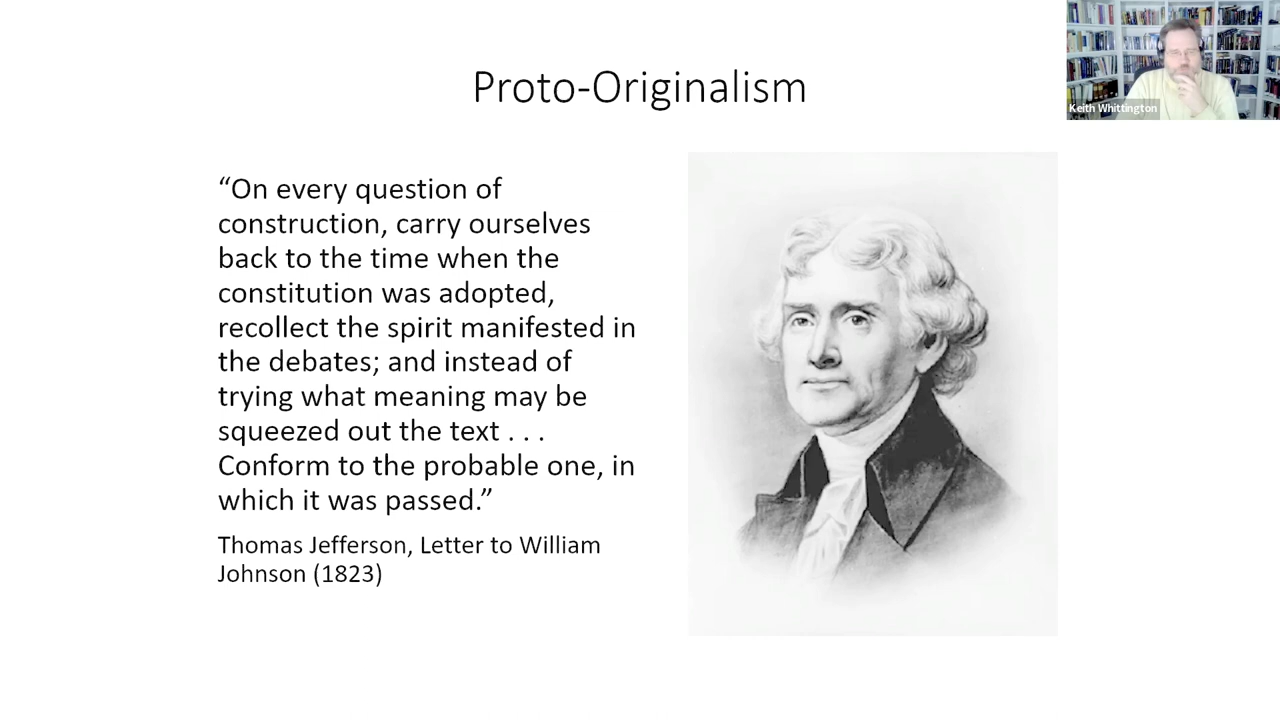 Proto-Originalism
Keith Whittington
“On every question of
construction, carry ourselves
back to the time when the
constitution was adopted,
recollect the spirit manifested in
the debates; and instead of
trying what meaning may be
squeezed out the text . . .
Conform to the probable one, in
which it was passed.”
Thomas Jefferson, Letter to William
Johnson (1823)